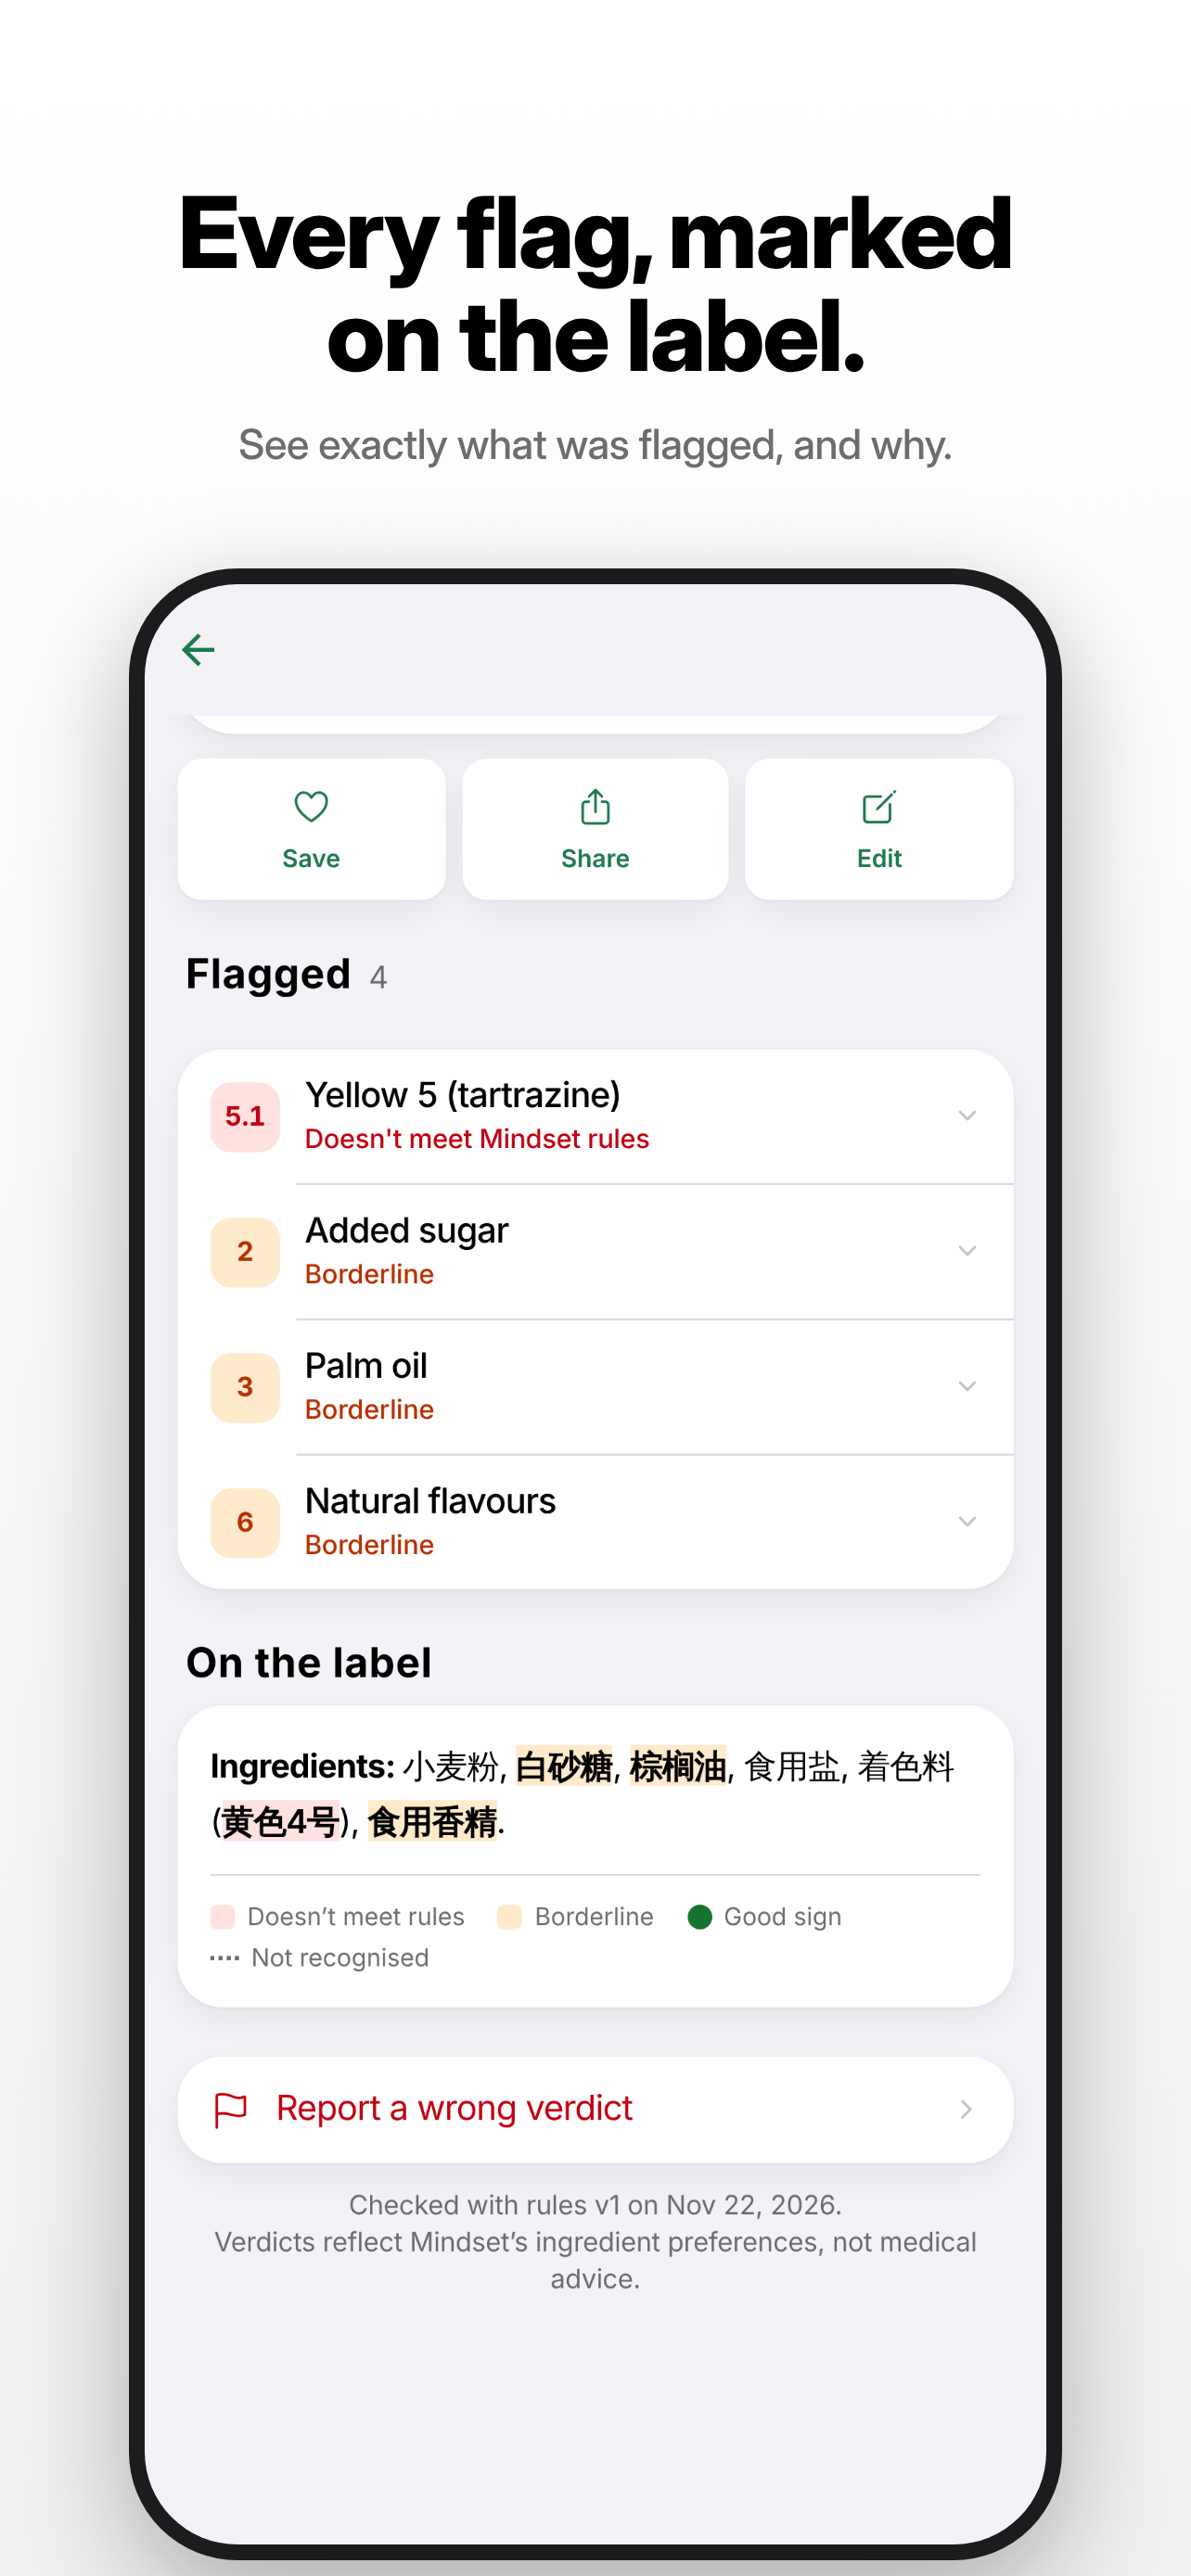 Every flag, marked
on the label.
See exactly what was flagged, and why.
Save
Share
Edit
Flagged 4
5.1
Yellow 5 (tartrazine)
Doesn't meet Mindset rules
2
Added sugar
Borderline
3
Palm oil
Borderline
6
Natural flavours
Borderline
On the label
Ingredients: 小麦粉, 白砂糖, 棕榈油, 食用盐, 着色料
(黄色4号), 食用香精.
Doesn’t meet rules
Borderline
Good sign
Not recognised
Report a wrong verdict
Checked with rules v1 on Nov 22, 2026.
Verdicts reflect Mindset’s ingredient preferences, not medical
advice.